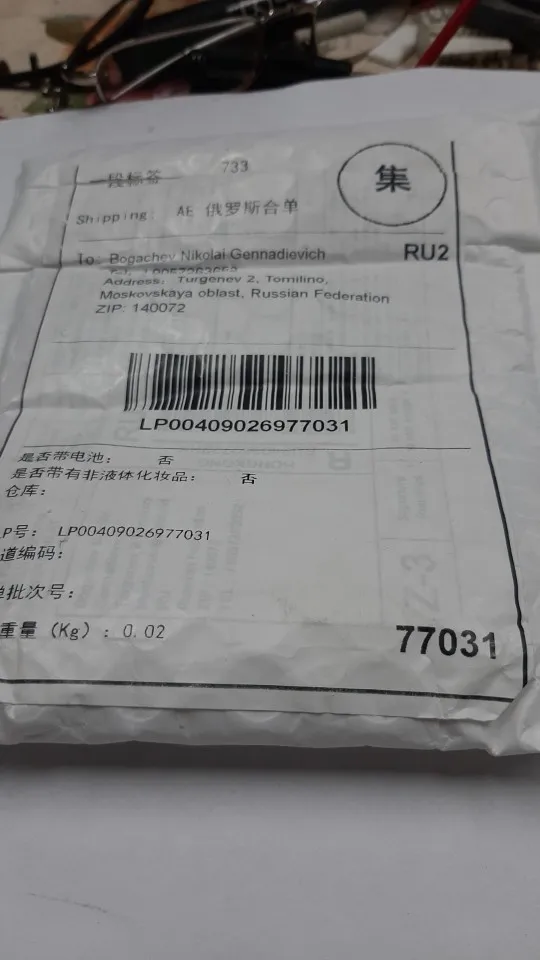 一段标签 733
集
Shipping: AE 俄罗斯合单
To: Bogachev Nikolai Gennadievich
RU2
Address: Turgenev 2, Tomilino,
Moskovskaya oblast, Russian Federation
ZIP: 140072
LP00409026977031
是否带电池: 否
是否带有非液体化妆品: 否
仓库:
P号: LP00409026977031
道编码:
批次号:
重量 (Kg) : 0.02
77031